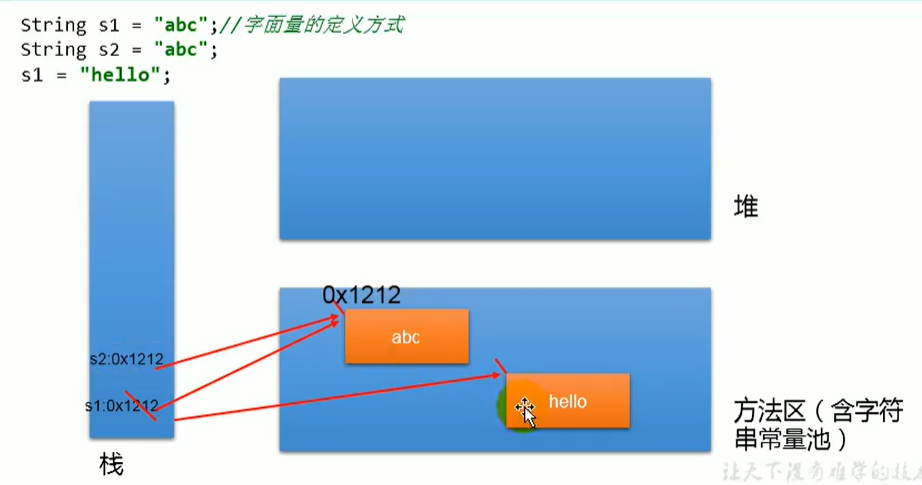 String s1 = "abc";//字面量的定义方式
String s2 = "abc";
s1 = "hello";
堆
0x1212
abc
s2:0x1212
s1:0x1212
hello
方法区（含字符
串常量池）
栈
让天下没有难学的技术